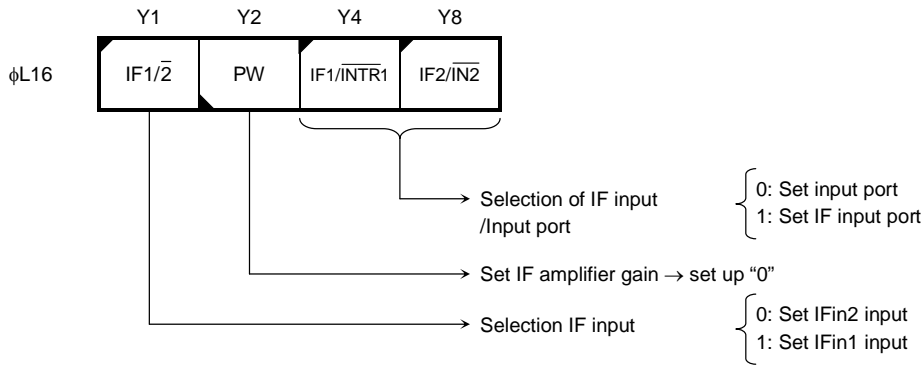 Y1 Y2 Y4 Y8
ϕL16 IF1/2̅ PW IF1/I̅N̅T̅R̅1 IF2/I̅N̅2̅
Selection of IF input
/Input port
0: Set input port
1: Set IF input port
Set IF amplifier gain → set up “0”
Selection IF input
0: Set IFin2 input
1: Set IFin1 input